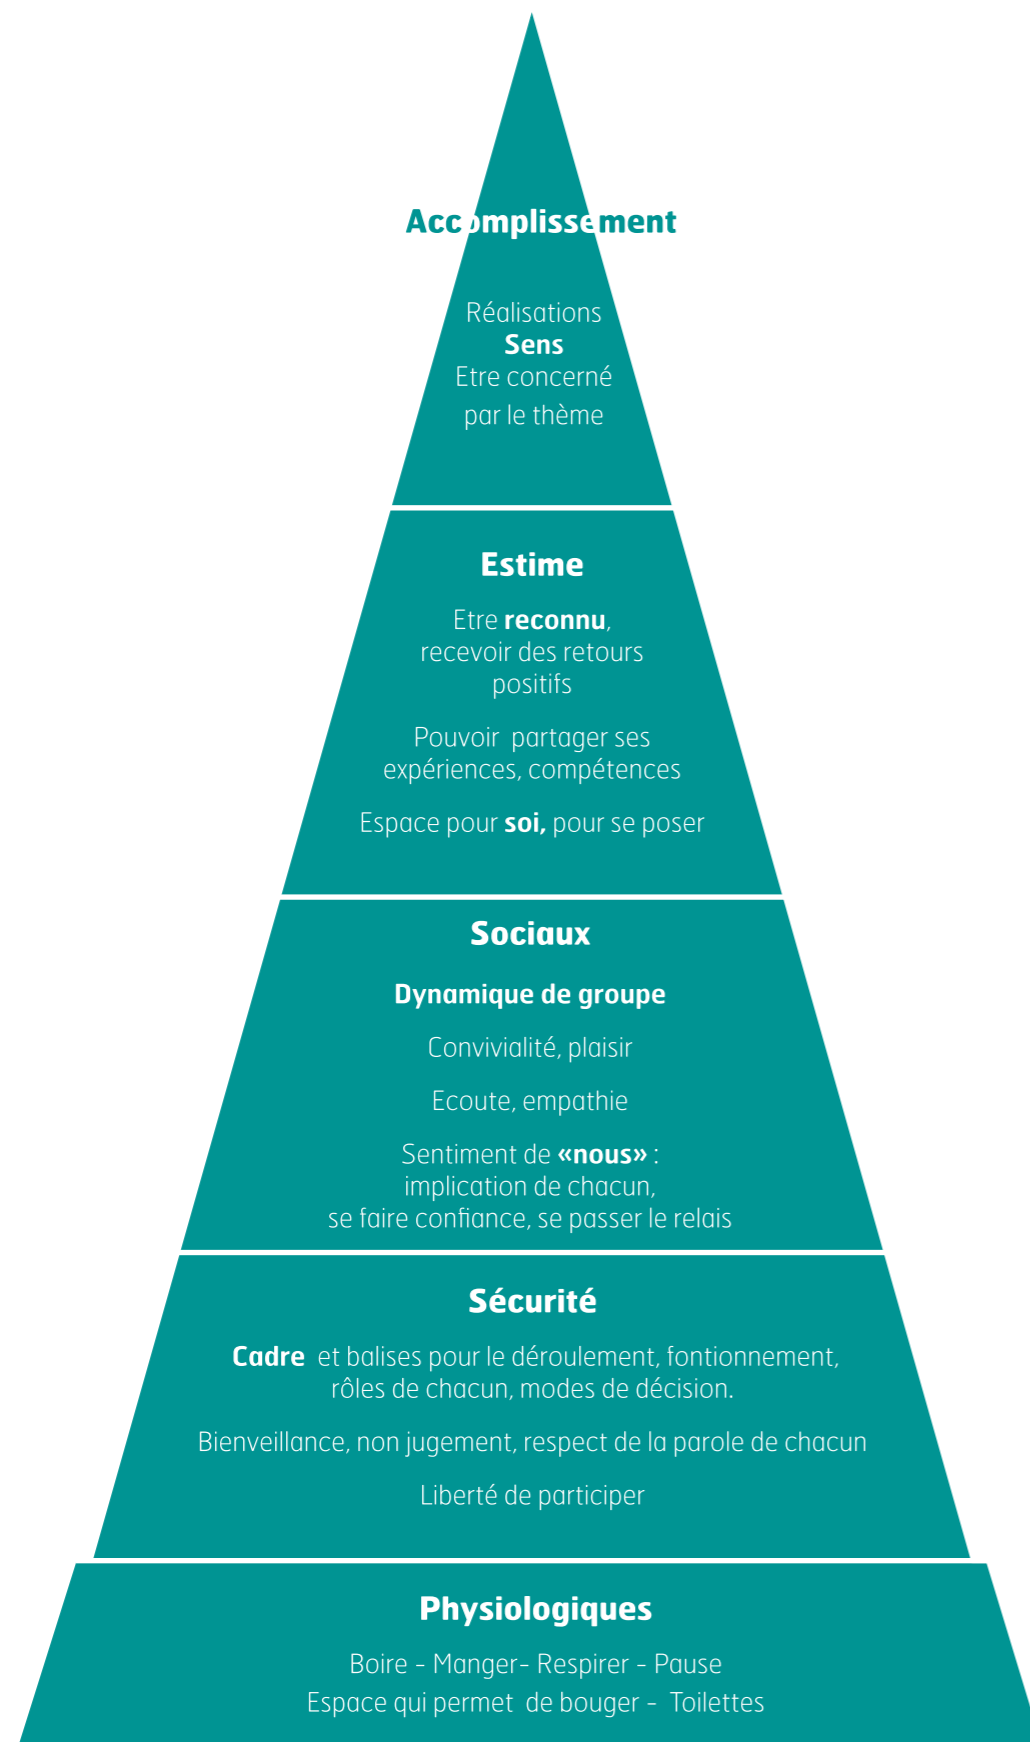 Accomplissement
Réalisations
Sens
Etre concerné
par le thème
Estime
Etre reconnu,
recevoir des retours
positifs
Pouvoir partager ses
expériences, compétences
Espace pour soi, pour se poser
Sociaux
Dynamique de groupe
Convivialité, plaisir
Ecoute, empathie
Sentiment de «nous» :
implication de chacun,
se faire confiance, se passer le relais
Sécurité
Cadre et balises pour le déroulement, fontionnement,
rôles de chacun, modes de décision.
Bienveillance, non jugement, respect de la parole de chacun
Liberté de participer
Physiologiques
Boire - Manger- Respirer - Pause
Espace qui permet de bouger - Toilettes